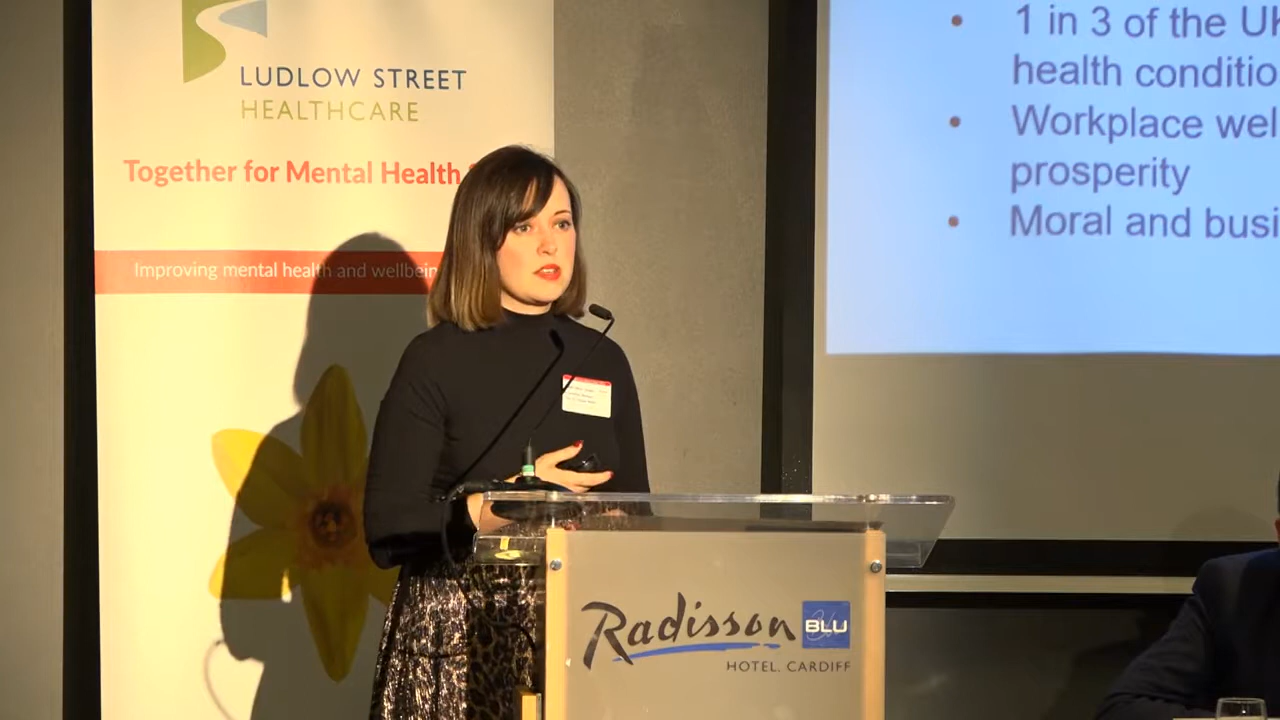 LUDLOW STREET
HEALTHCARE
Together for Mental Health
Improving mental health and wellbein
• 1 in 3 of the UK
health conditio
• Workplace wel
prosperity
• Moral and busi
Radisson BLU
HOTEL, CARDIFF